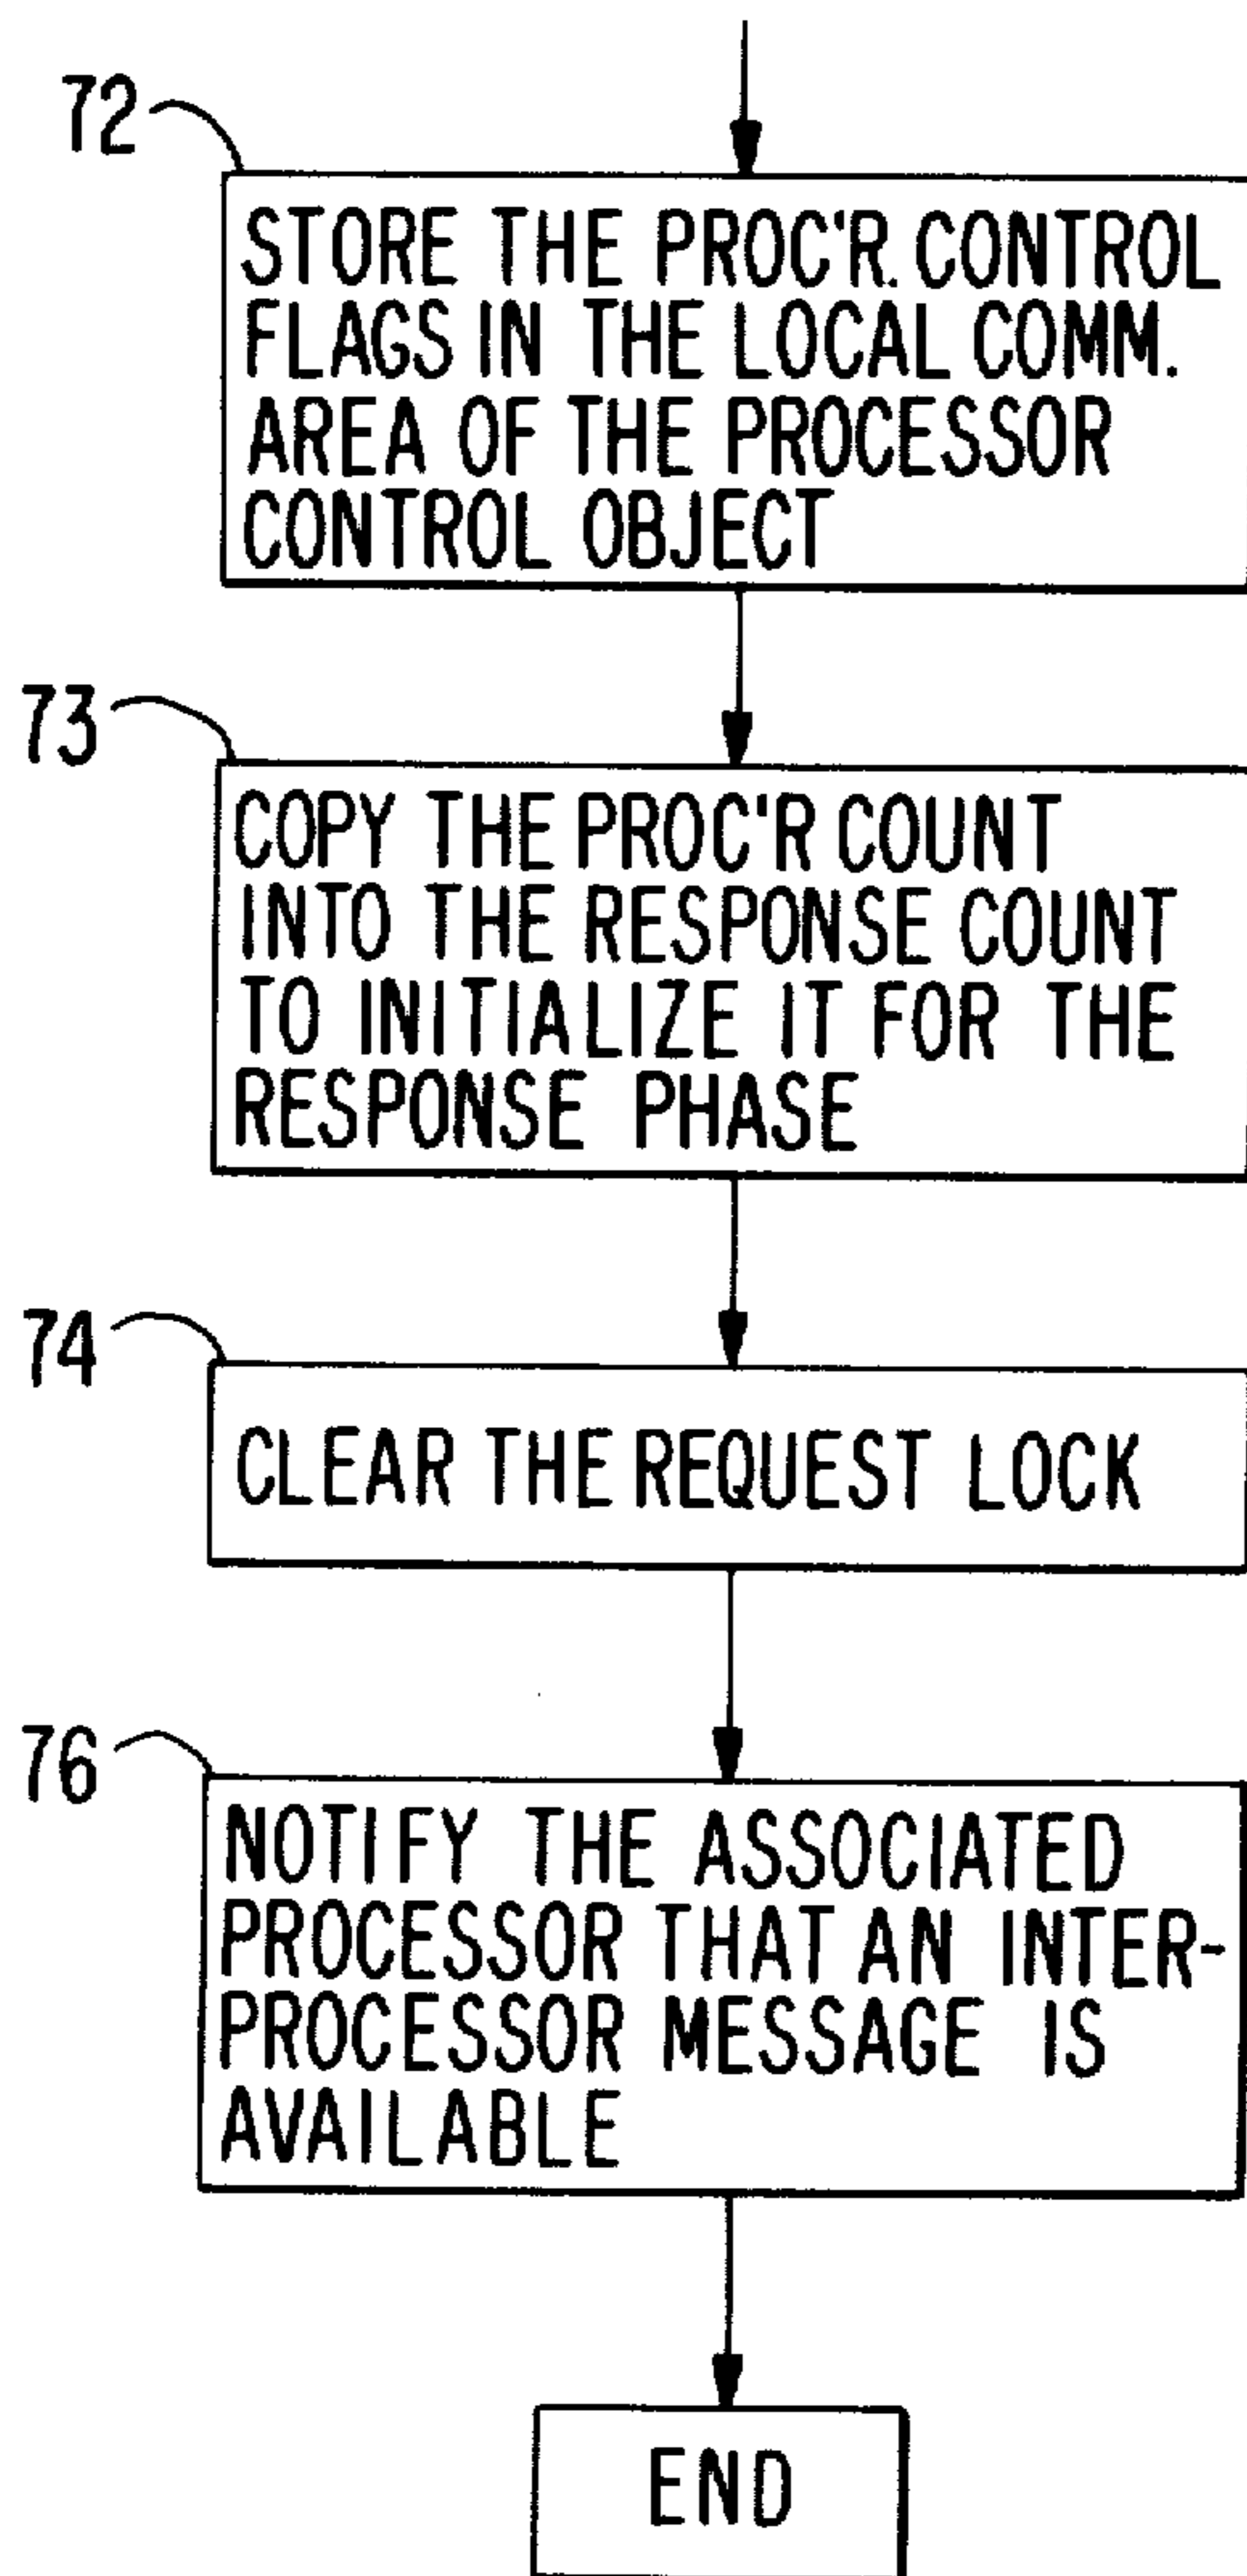 72
STORE THE PROC'R. CONTROL
FLAGS IN THE LOCAL COMM.
AREA OF THE PROCESSOR
CONTROL OBJECT
73
COPY THE PROC'R COUNT
INTO THE RESPONSE COUNT
TO INITIALIZE IT FOR THE
RESPONSE PHASE
74
CLEAR THE REQUEST LOCK
76
NOTIFY THE ASSOCIATED
PROCESSOR THAT AN INTER-
PROCESSOR MESSAGE IS
AVAILABLE
END